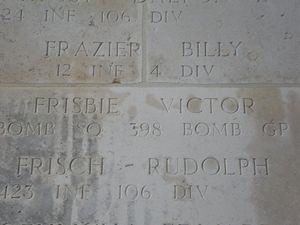 24 INF 106 DIV
FRAZIER BILLY
12 INF 4 DIV
FRISBIE VICTOR
BOMB SQ 398 BOMB GP
FRISCH - RUDOLPH
423 INF 106 DIV